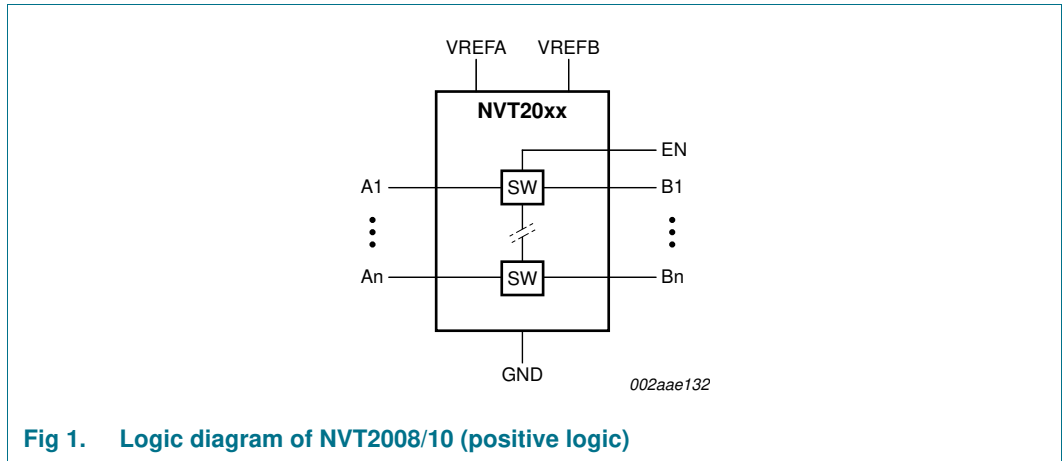 VREFA VREFB
NVT20xx
EN
A1 SW B1
An SW Bn
GND
002aae132
Fig 1. Logic diagram of NVT2008/10 (positive logic)